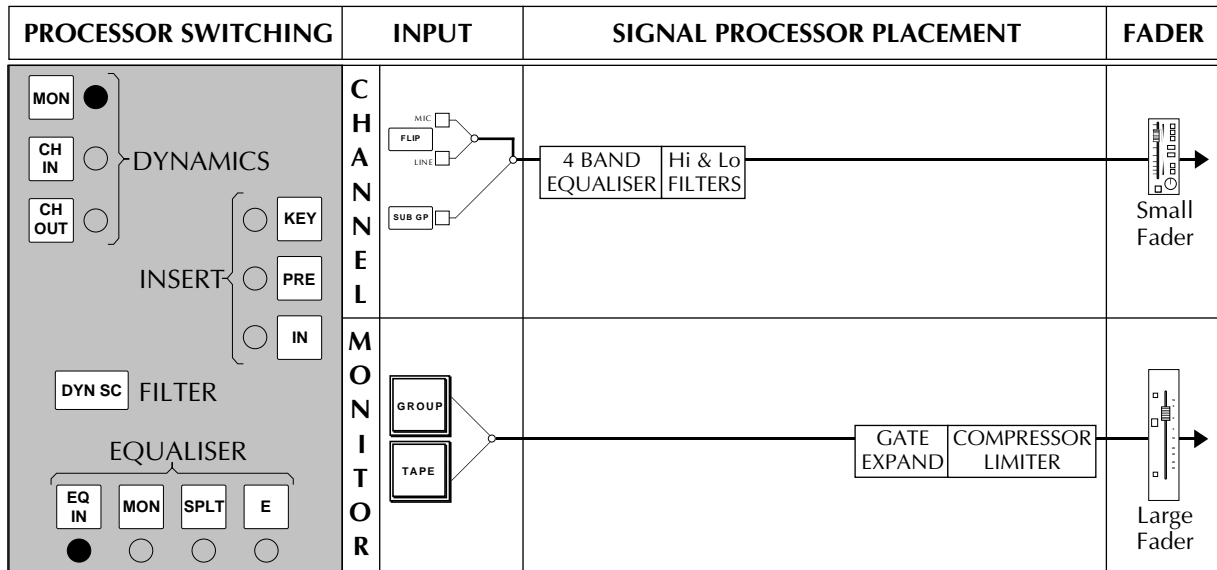 PROCESSOR SWITCHING
INPUT
SIGNAL PROCESSOR PLACEMENT
FADER
MON
CH
IN
CH
OUT
DYNAMICS
KEY
PRE
IN
INSERT
DYN SC
FILTER
EQUALISER
EQ
IN
MON
SPLT
E
CHANNEL
MIC
FLIP
LINE
SUB GP
4 BAND
EQUALISER
Hi & Lo
FILTERS
Small
Fader
MONITOR
GROUP
TAPE
GATE
EXPAND
COMPRESSOR
LIMITER
Large
Fader